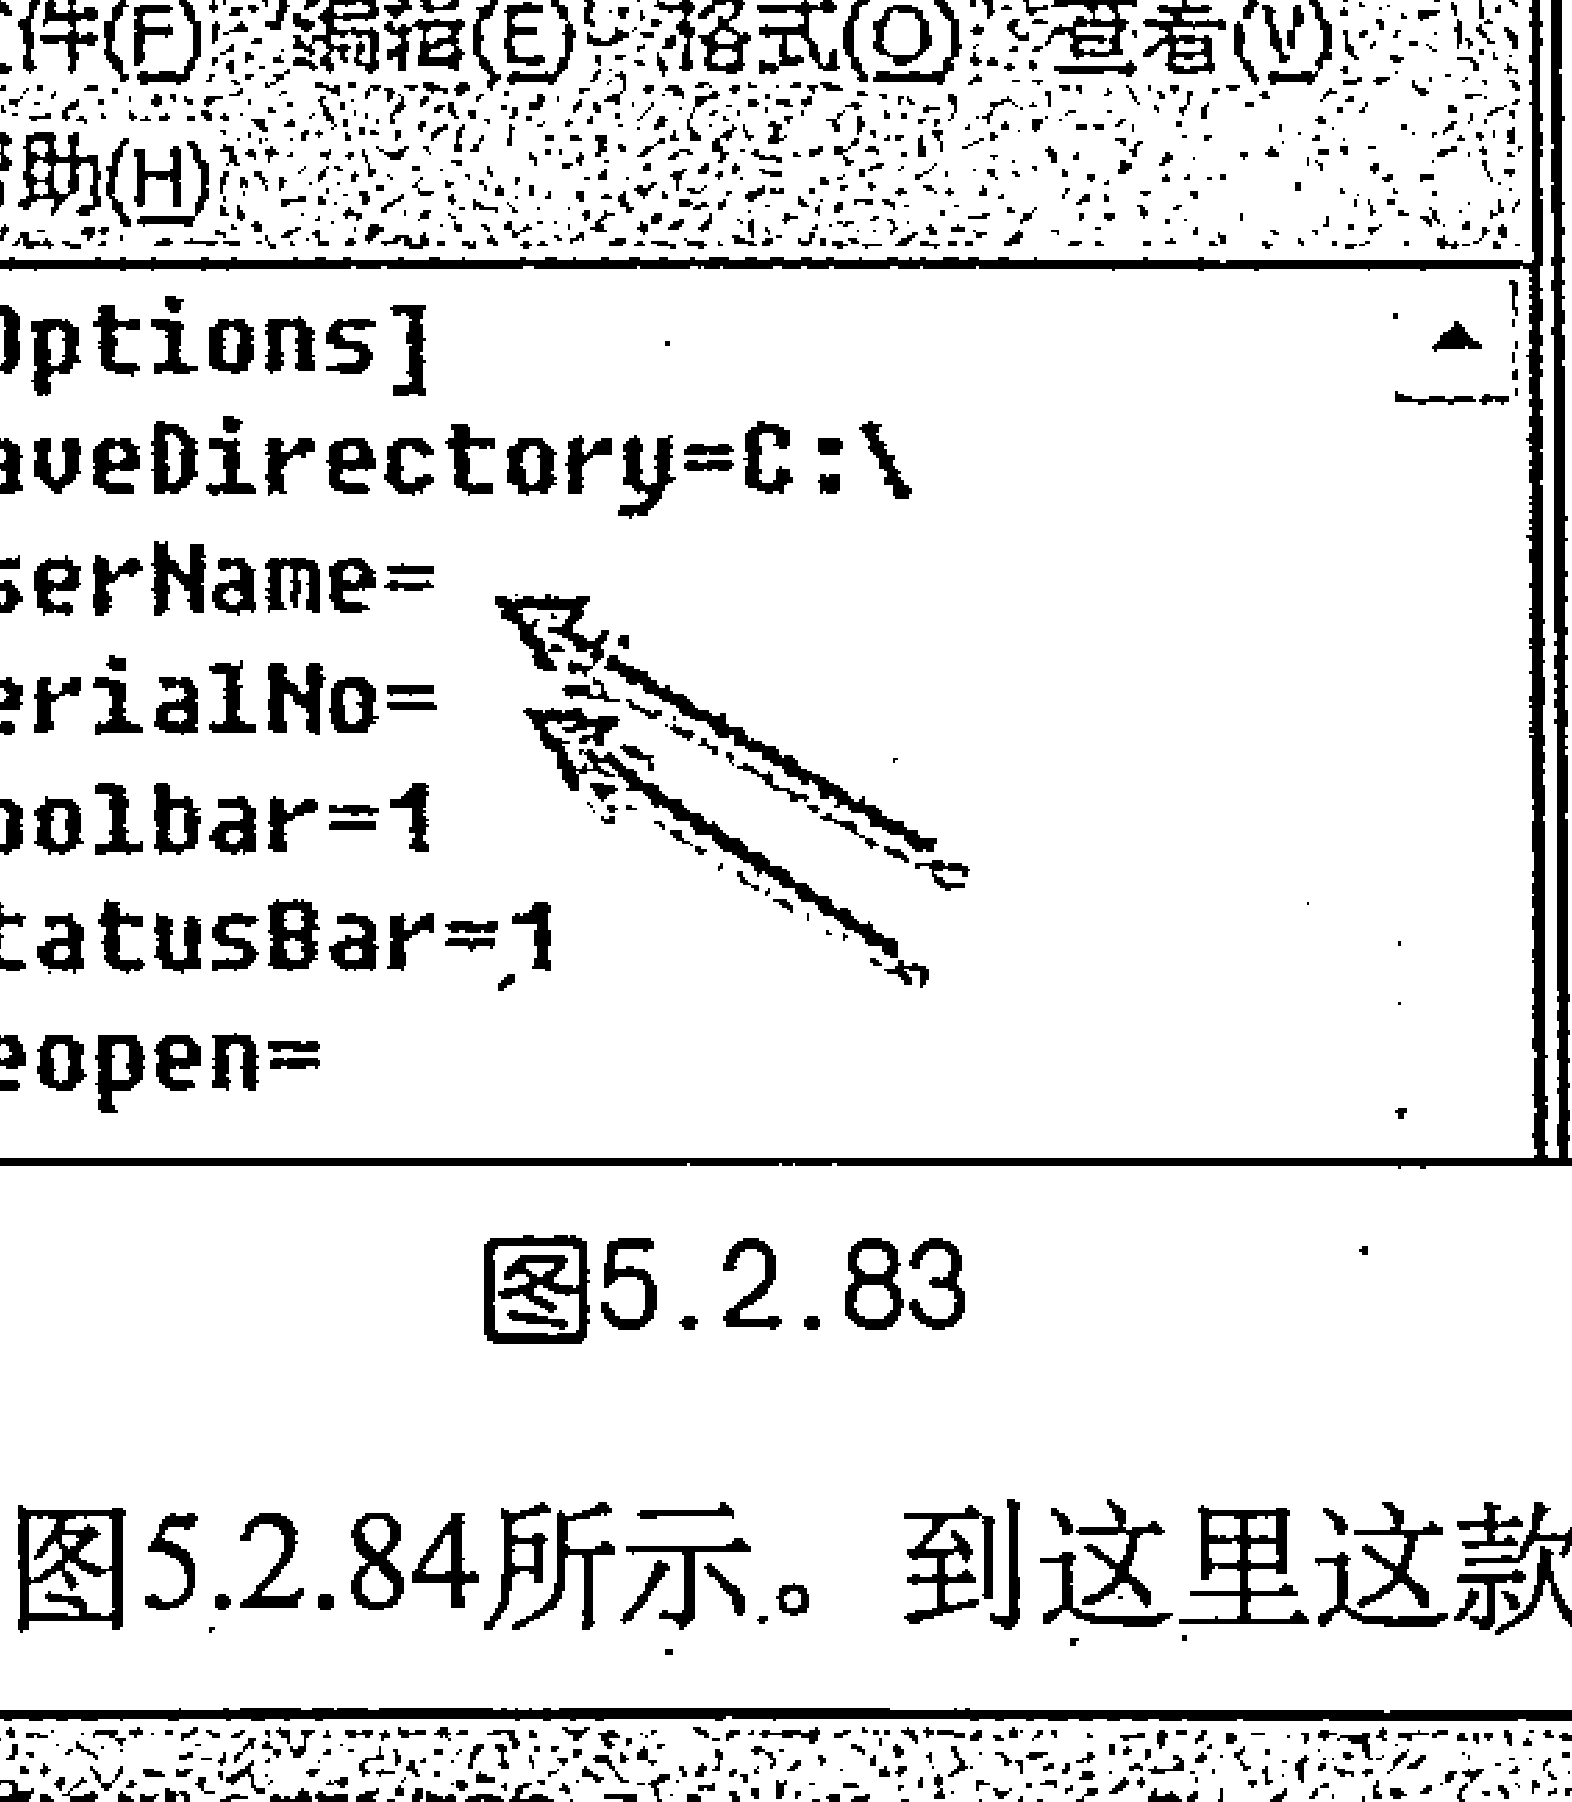 件(F) 编辑(E) 格式(O) 查看(V)
助(H)
Options]
aveDirectory=C:\
serName=
erialNo=
oolbar=1
tatusBar=1
eopen=
图5.2.83
图5.2.84所示。 到这里这款